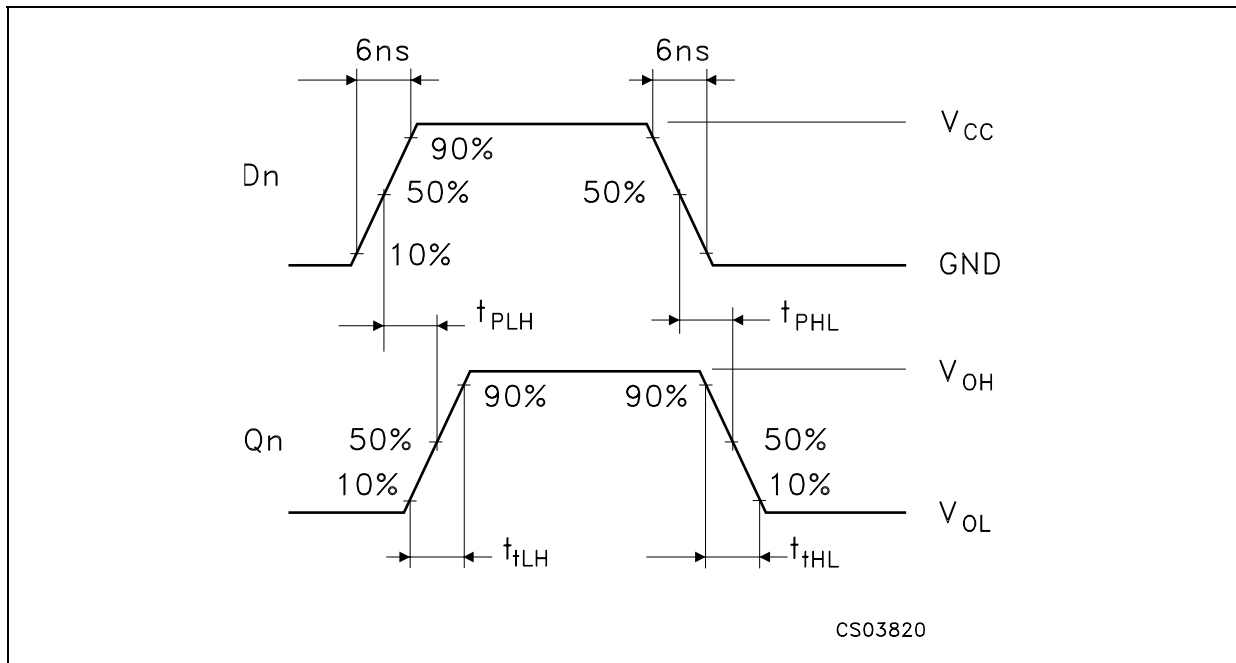 6ns 6ns
V_CC
90%
Dn 50% 50%
10% GND
t_PLH t_PHL
V_OH
90% 90%
Qn 50% 50%
10% 10%
V_OL
t_tLH t_tHL
CS03820